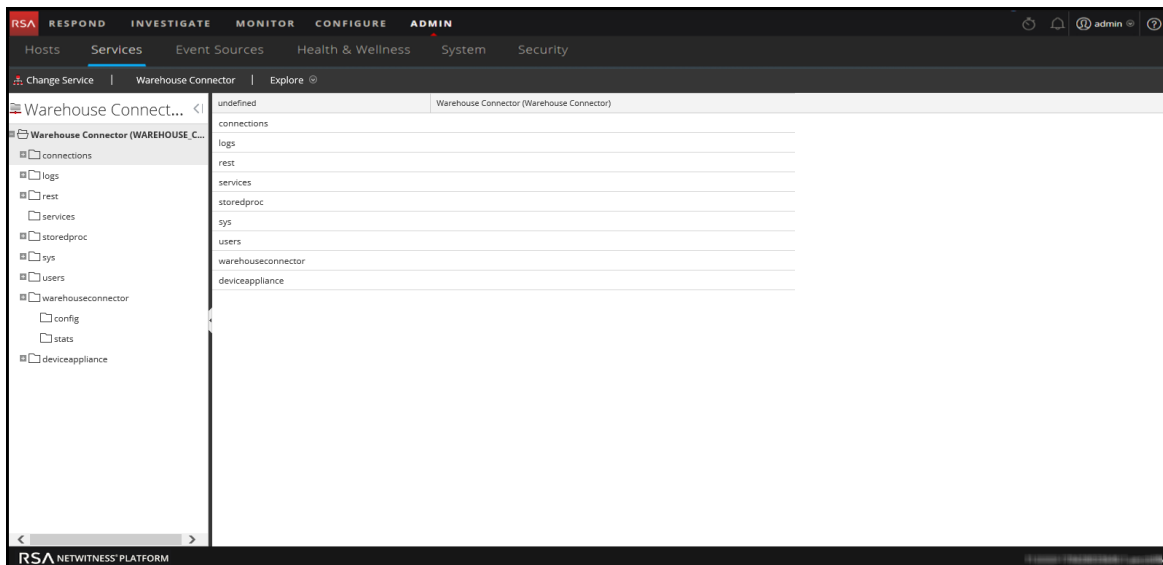 RSA RESPOND INVESTIGATE MONITOR CONFIGURE ADMIN admin ?
Hosts Services Event Sources Health & Wellness System Security
Change Service | Warehouse Connector | Explore
Warehouse Connect...
Warehouse Connector (WAREHOUSE_C...
connections
logs
rest
services
storedproc
sys
users
warehouseconnector
config
stats
deviceappliance
undefined Warehouse Connector (Warehouse Connector)
connections
logs
rest
services
storedproc
sys
users
warehouseconnector
deviceappliance
RSA NETWITNESS® PLATFORM